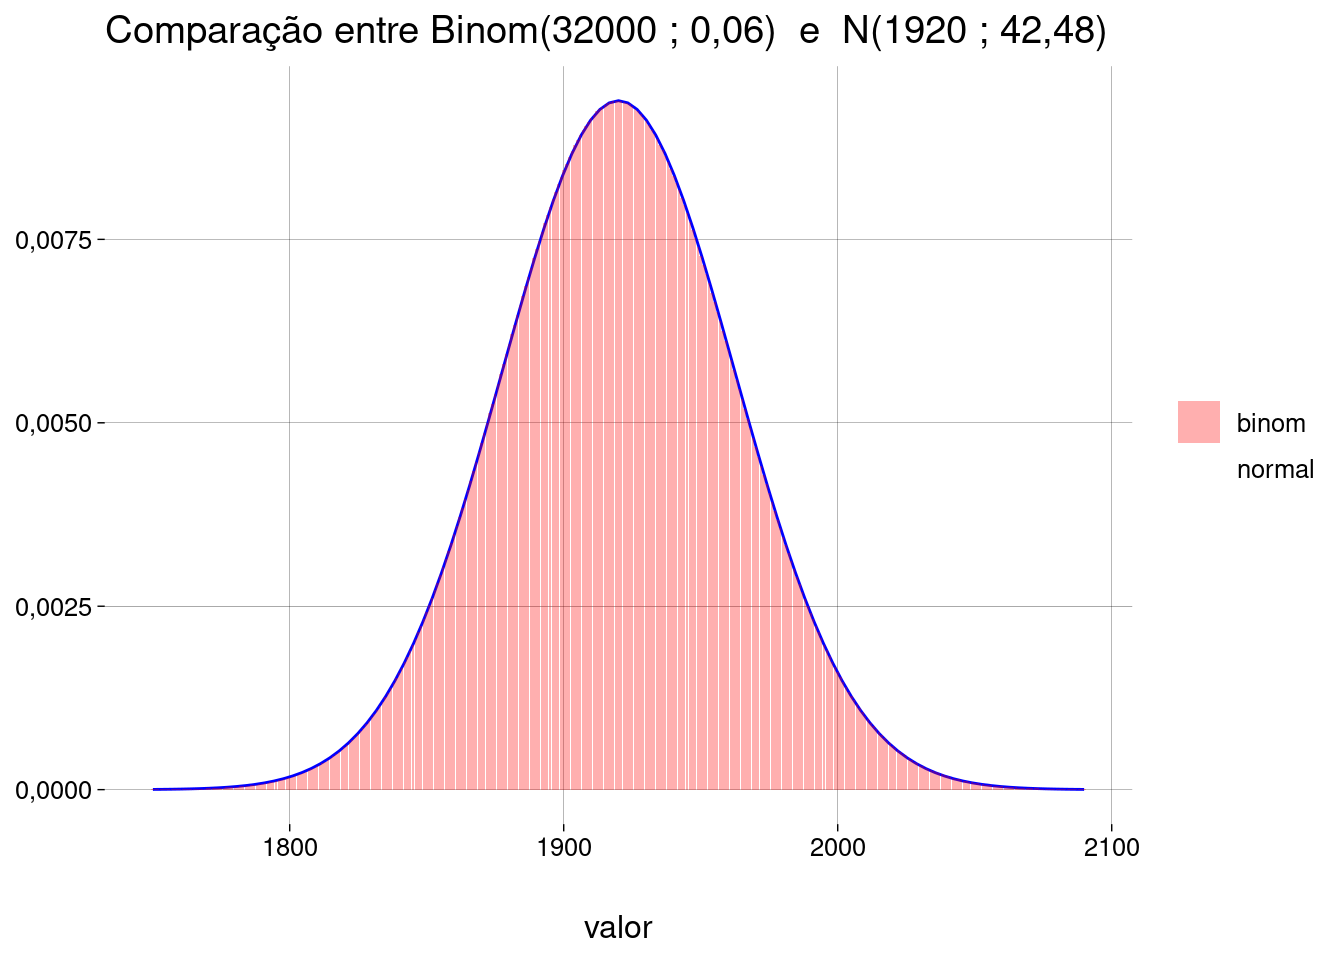 Comparação entre Binom(32000 ; 0,06)  e  N(1920 ; 42,48)
0,0075
0,0050
0,0025
0,0000
1800 1900 2000 2100
valor
binom
normal